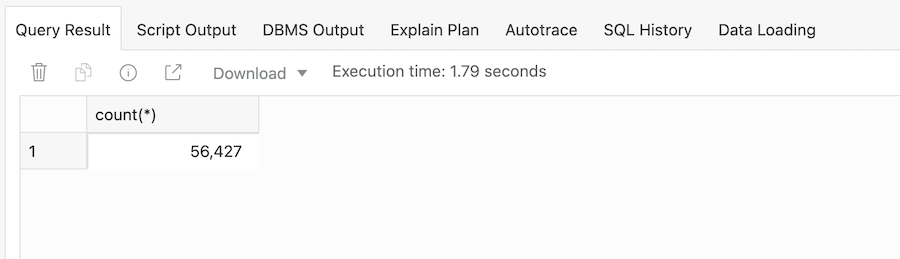 Query Result Script Output DBMS Output Explain Plan Autotrace SQL History Data Loading
Download Execution time: 1.79 seconds
count(*)
1 56,427